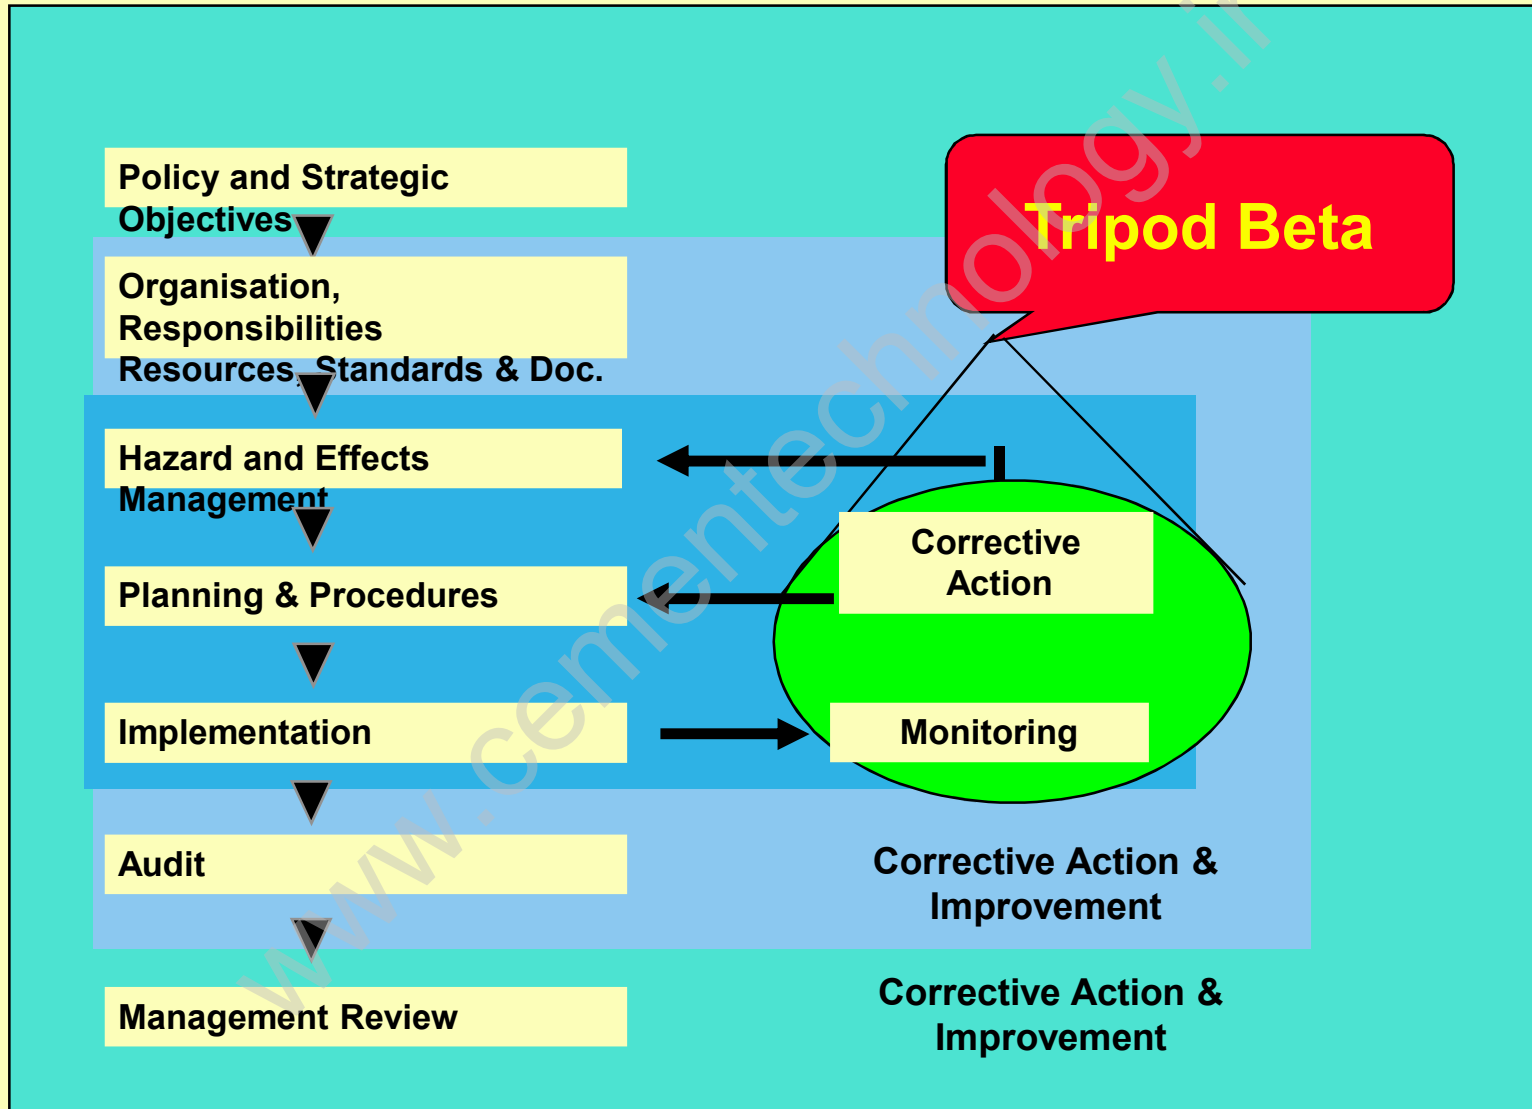 Policy and Strategic
Objectives
Tripod Beta
Organisation,
Responsibilities
Resources, Standards & Doc.
Hazard and Effects
Management
Corrective
Action
Planning & Procedures
Implementation
Monitoring
Audit
Corrective Action &
Improvement
Management Review
Corrective Action &
Improvement
www.cementechnology.ir